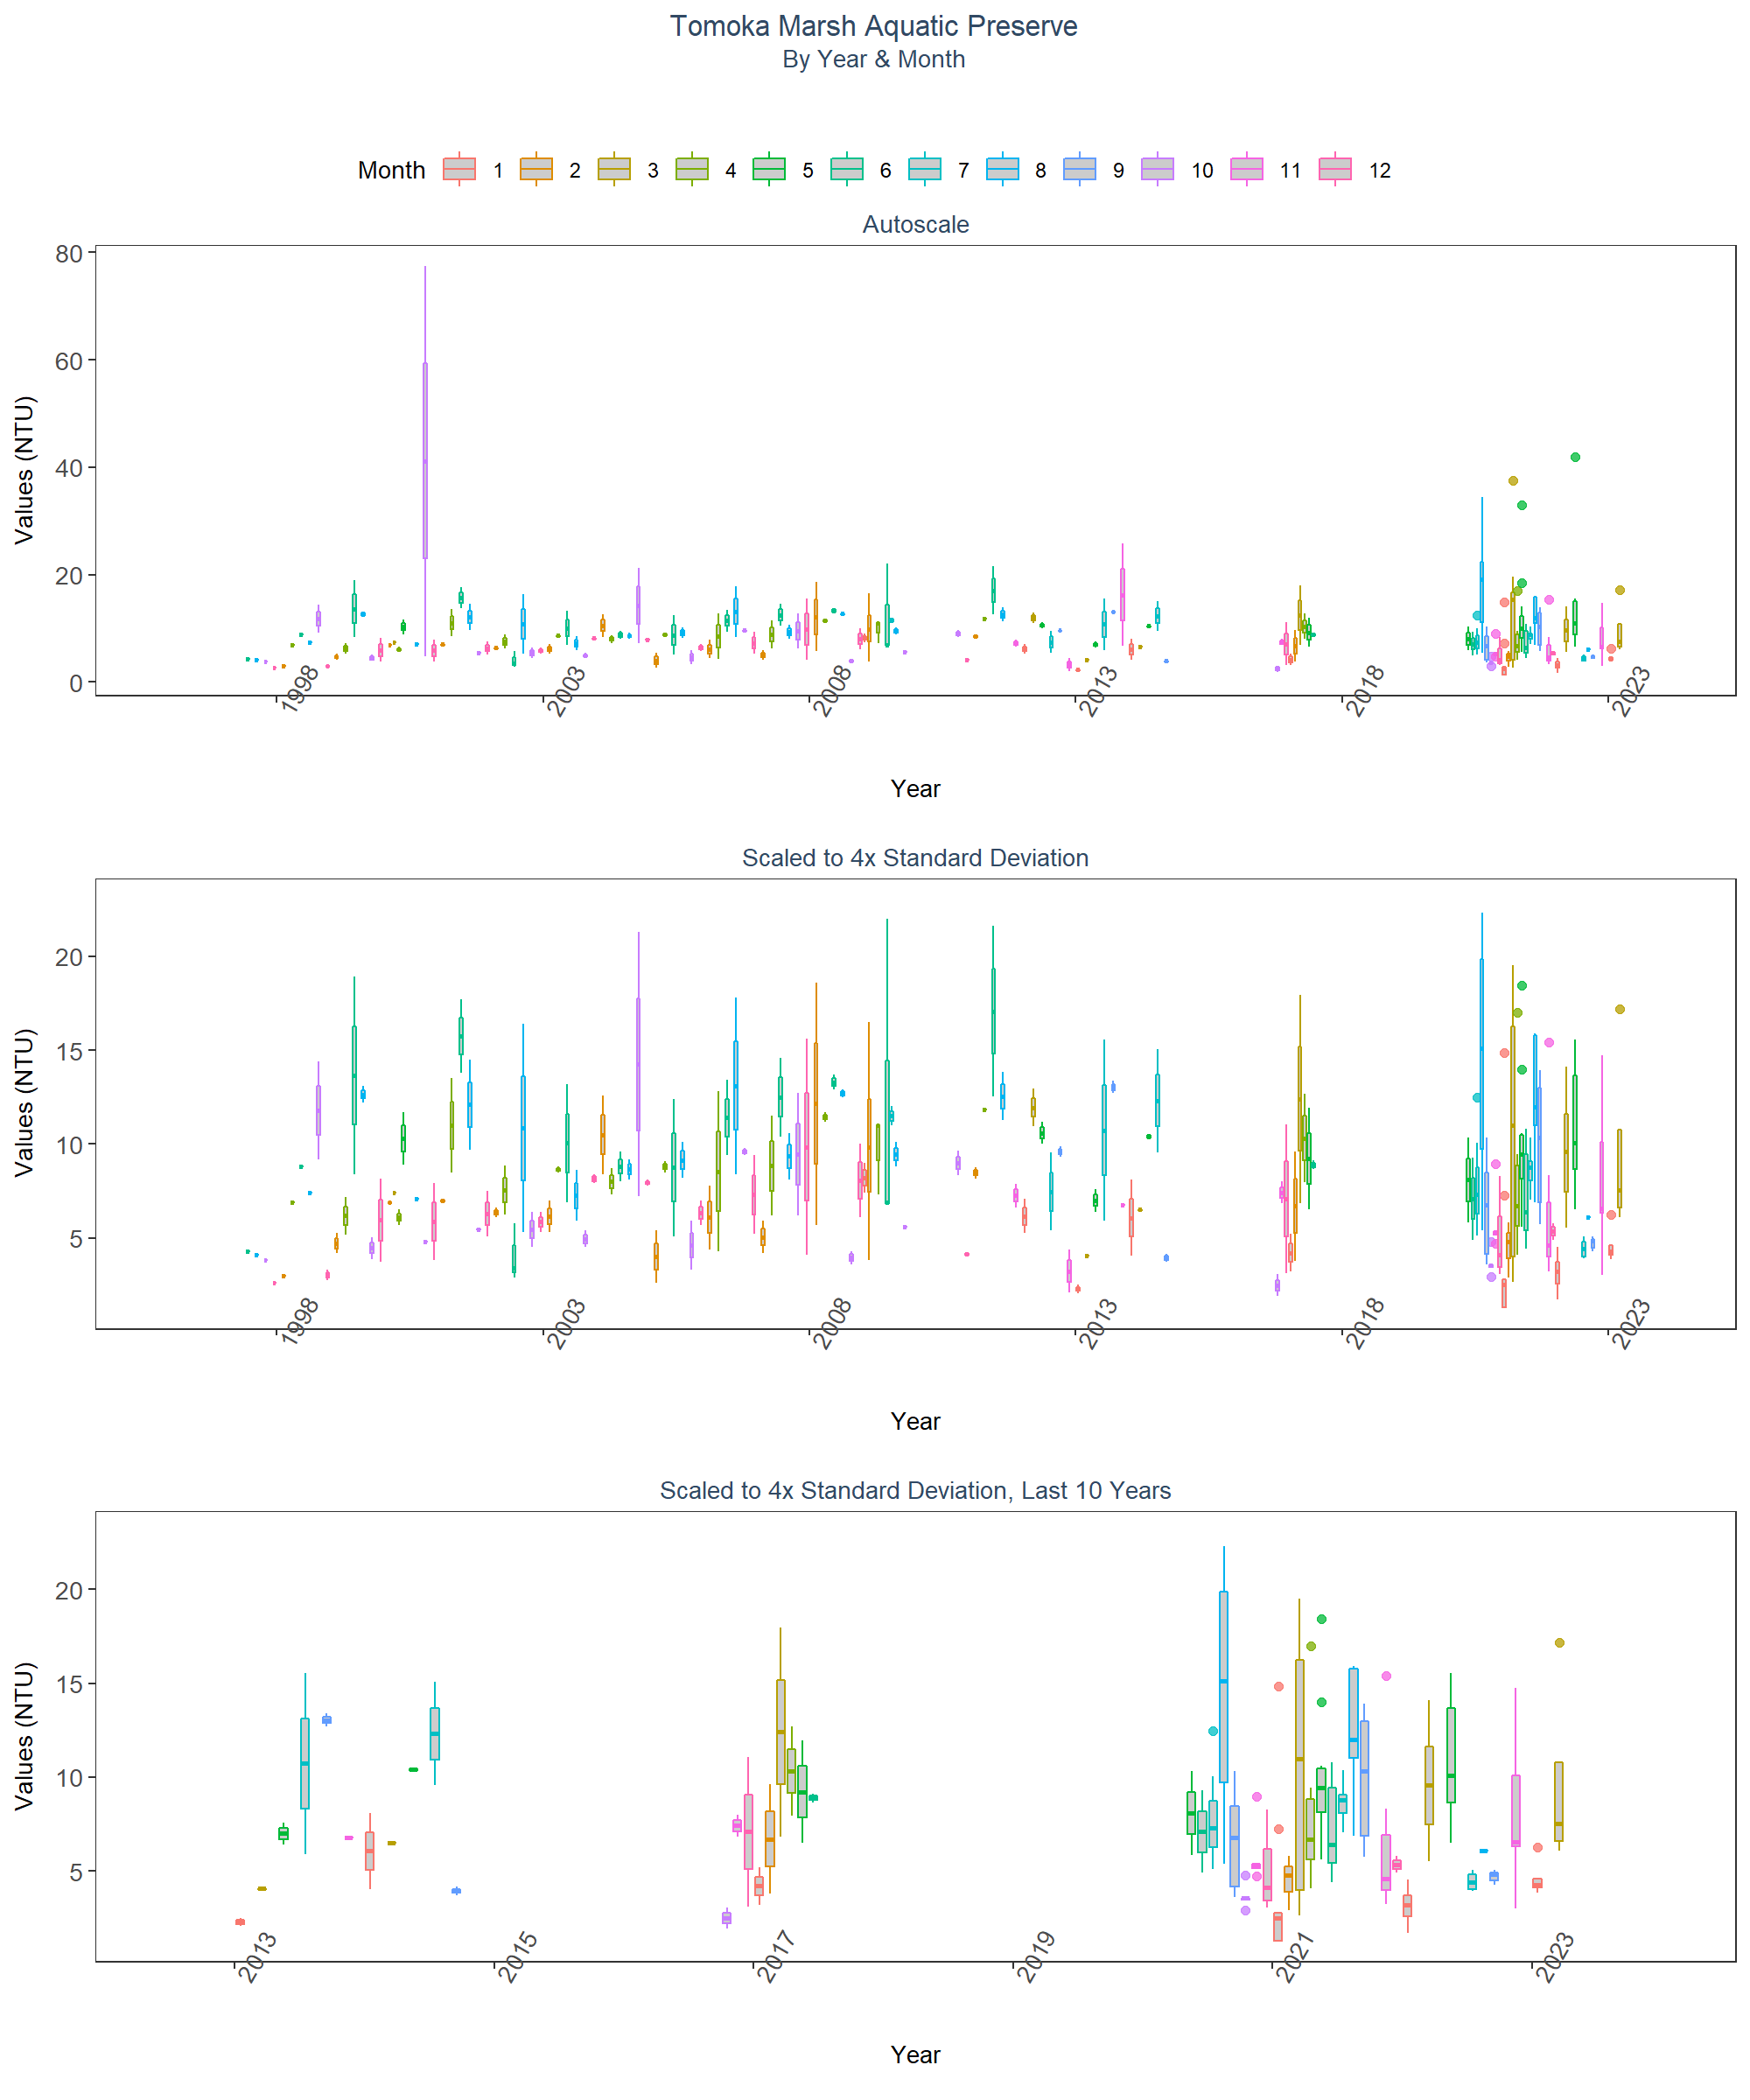 Tomoka Marsh Aquatic Preserve
By Year & Month
Month 1 2 3 4 5 6 7 8 9 10 11 12
Autoscale
80
60
40
20
0
Values (NTU)
1998 2003 2008 2013 2018 2023
Year
Scaled to 4x Standard Deviation
20
15
10
5
Values (NTU)
1998 2003 2008 2013 2018 2023
Year
Scaled to 4x Standard Deviation, Last 10 Years
20
15
10
5
Values (NTU)
2013 2015 2017 2019 2021 2023
Year